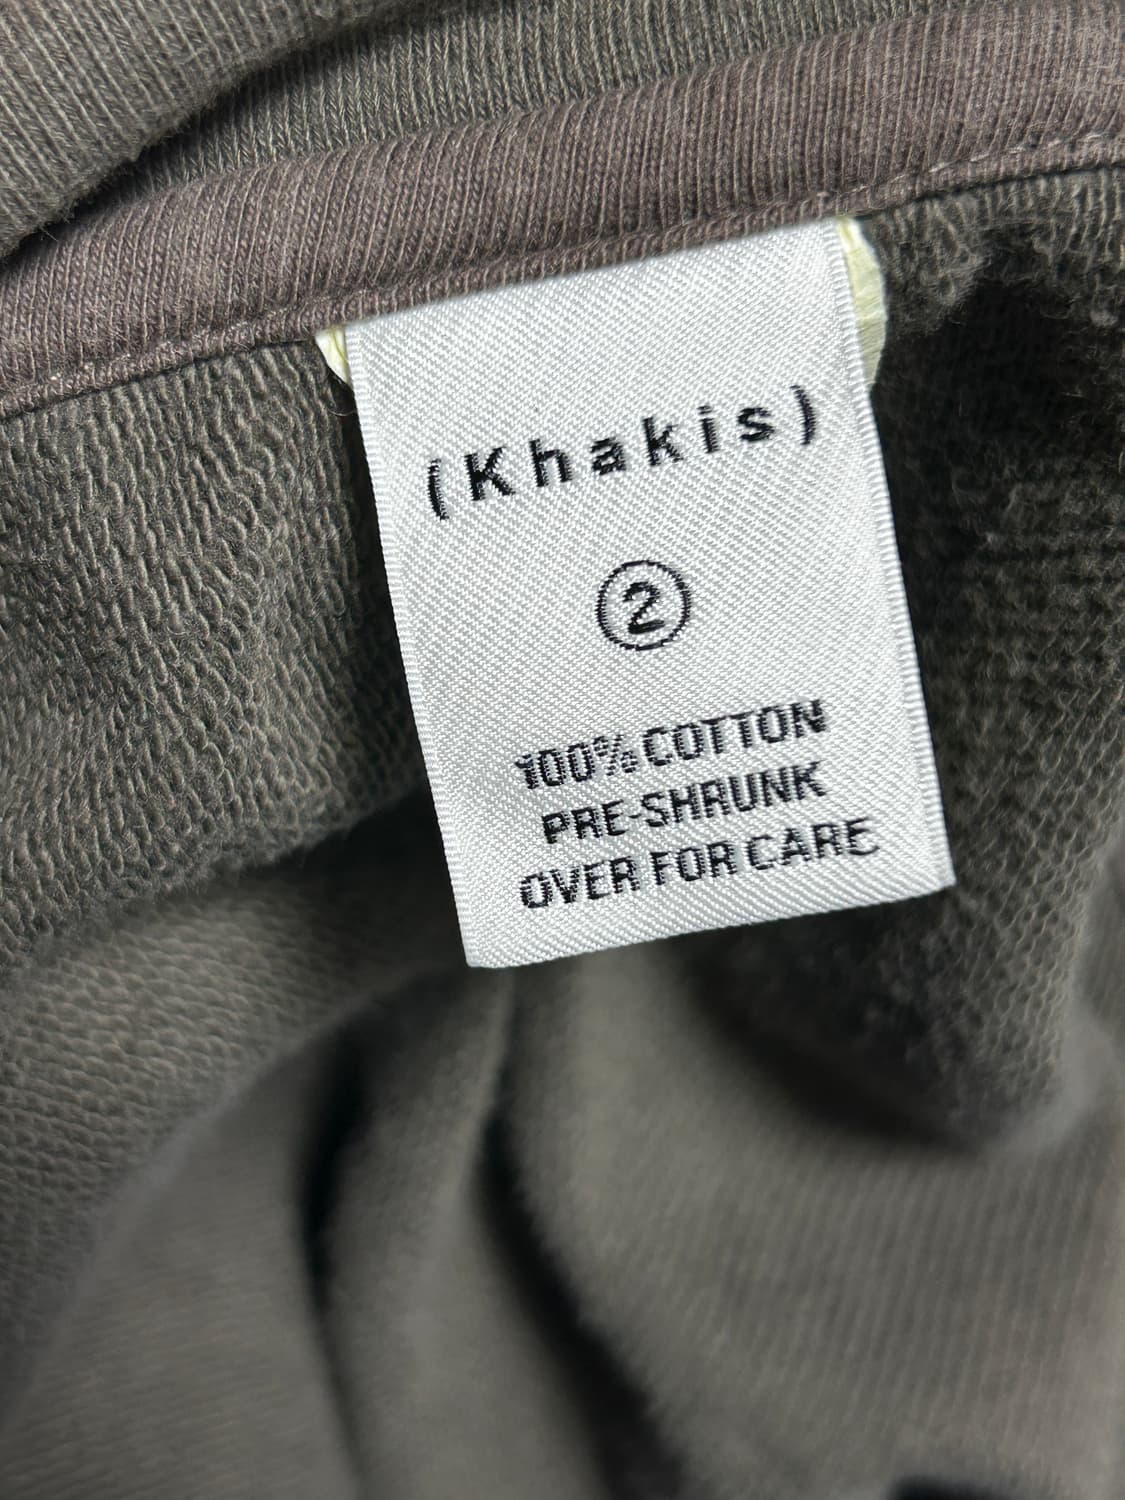 (Khakis)
2
100% COTTON
PRE-SHRUNK
OVER FOR CARE